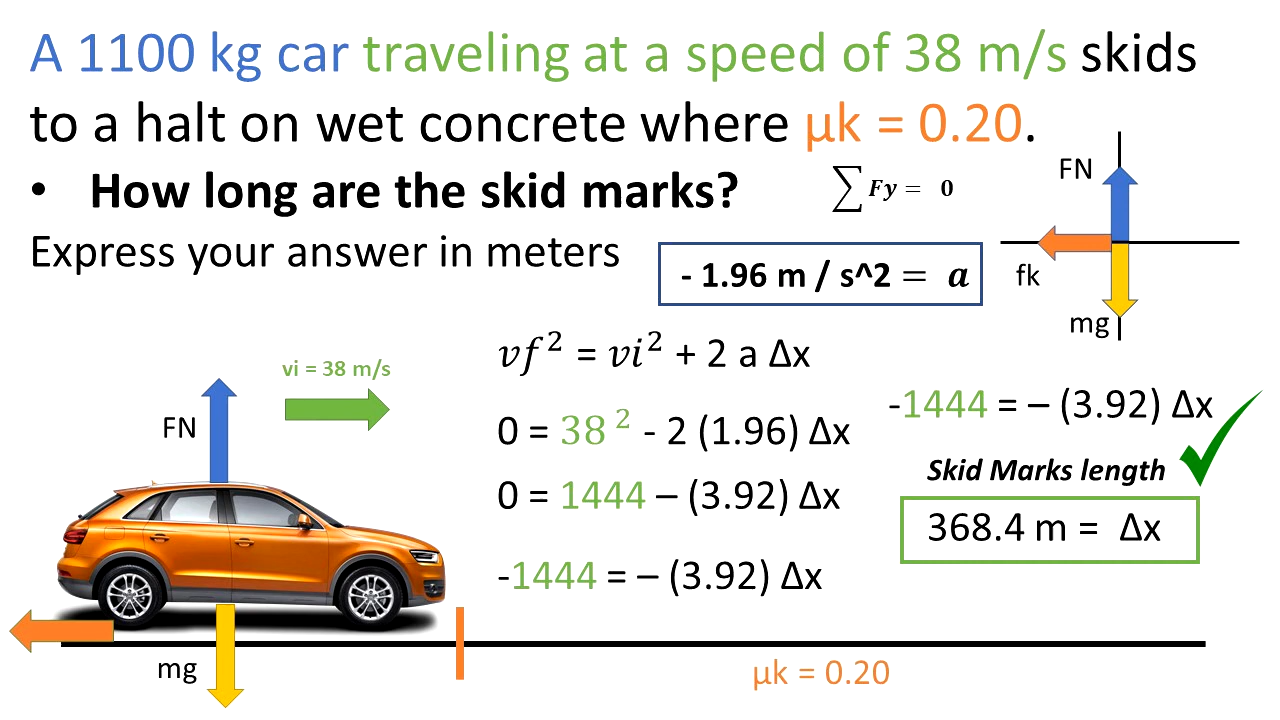 A 1100 kg car traveling at a speed of 38 m/s skids
to a halt on wet concrete where μk = 0.20.
• How long are the skid marks?
Express your answer in meters
∑ Fy = 0
- 1.96 m / s^2 = a
FN
fk
mg
vf² = vi² + 2 a Δx
0 = 38² - 2 (1.96) Δx
0 = 1444 – (3.92) Δx
-1444 = – (3.92) Δx
-1444 = – (3.92) Δx
Skid Marks length
368.4 m = Δx
vi = 38 m/s
FN
mg
μk = 0.20